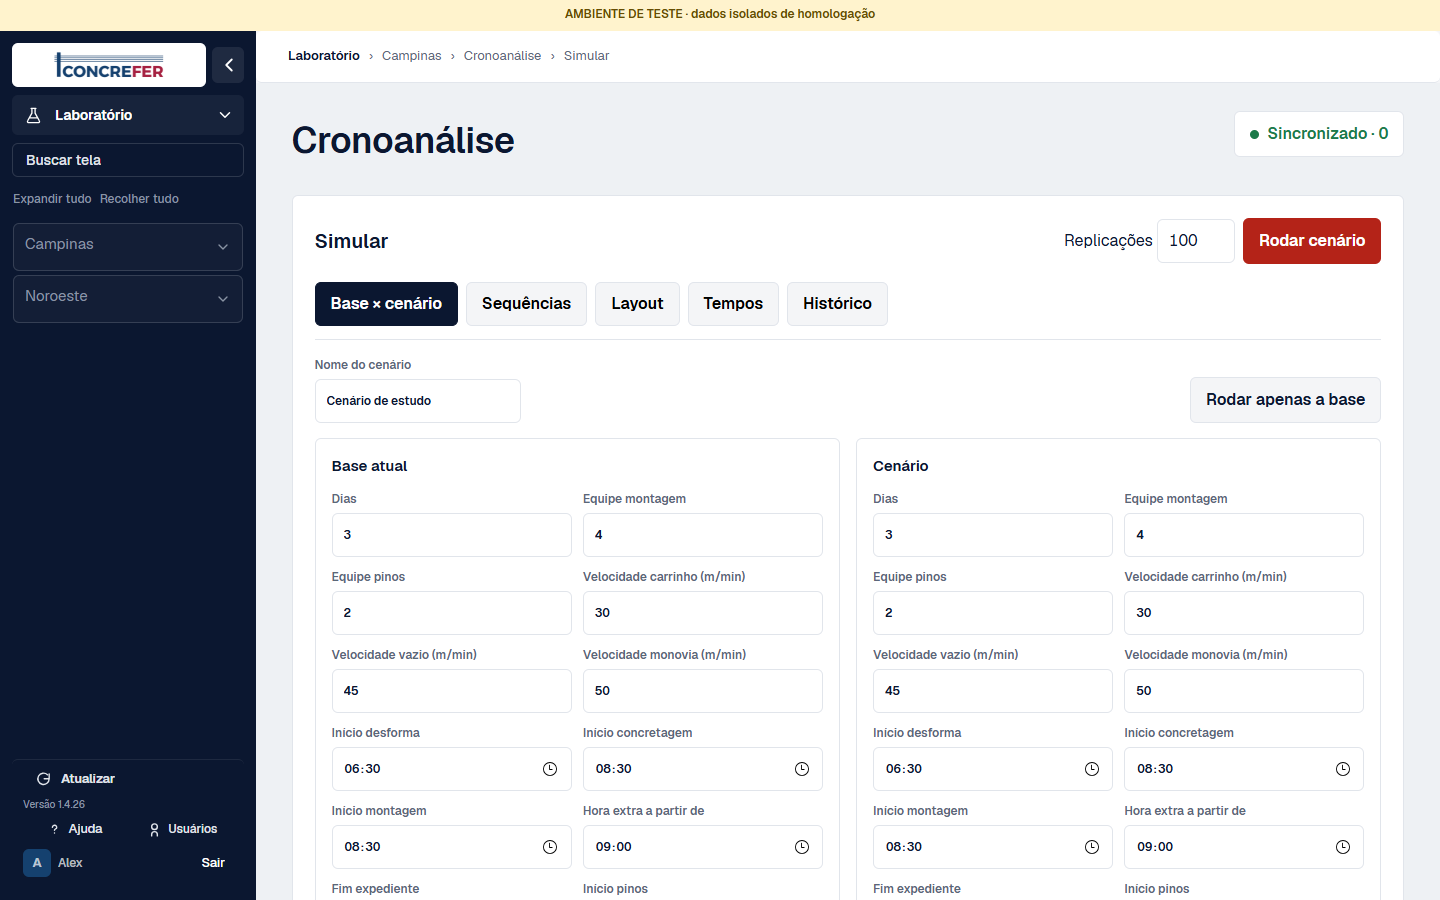 AMBIENTE DE TESTE · dados isolados de homologação
CONCREFER
Laboratório
Buscar tela
Expandir tudo Recolher tudo
Campinas
Noroeste
Atualizar
Versão 1.4.26
? Ajuda Usuários
A Alex Sair
Laboratório › Campinas › Cronoanálise › Simular
Cronoanálise
Sincronizado · 0
Simular
Replicações 100 Rodar cenário
Base × cenário Sequências Layout Tempos Histórico
Nome do cenário
Cenário de estudo
Rodar apenas a base
Base atual
Dias Equipe montagem
3 4
Equipe pinos Velocidade carrinho (m/min)
2 30
Velocidade vazio (m/min) Velocidade monovia (m/min)
45 50
Início desforma Início concretagem
06:30 08:30
Início montagem Hora extra a partir de
08:30 09:00
Fim expediente Início pinos
Cenário
Dias Equipe montagem
3 4
Equipe pinos Velocidade carrinho (m/min)
2 30
Velocidade vazio (m/min) Velocidade monovia (m/min)
45 50
Início desforma Início concretagem
06:30 08:30
Início montagem Hora extra a partir de
08:30 09:00
Fim expediente Início pinos